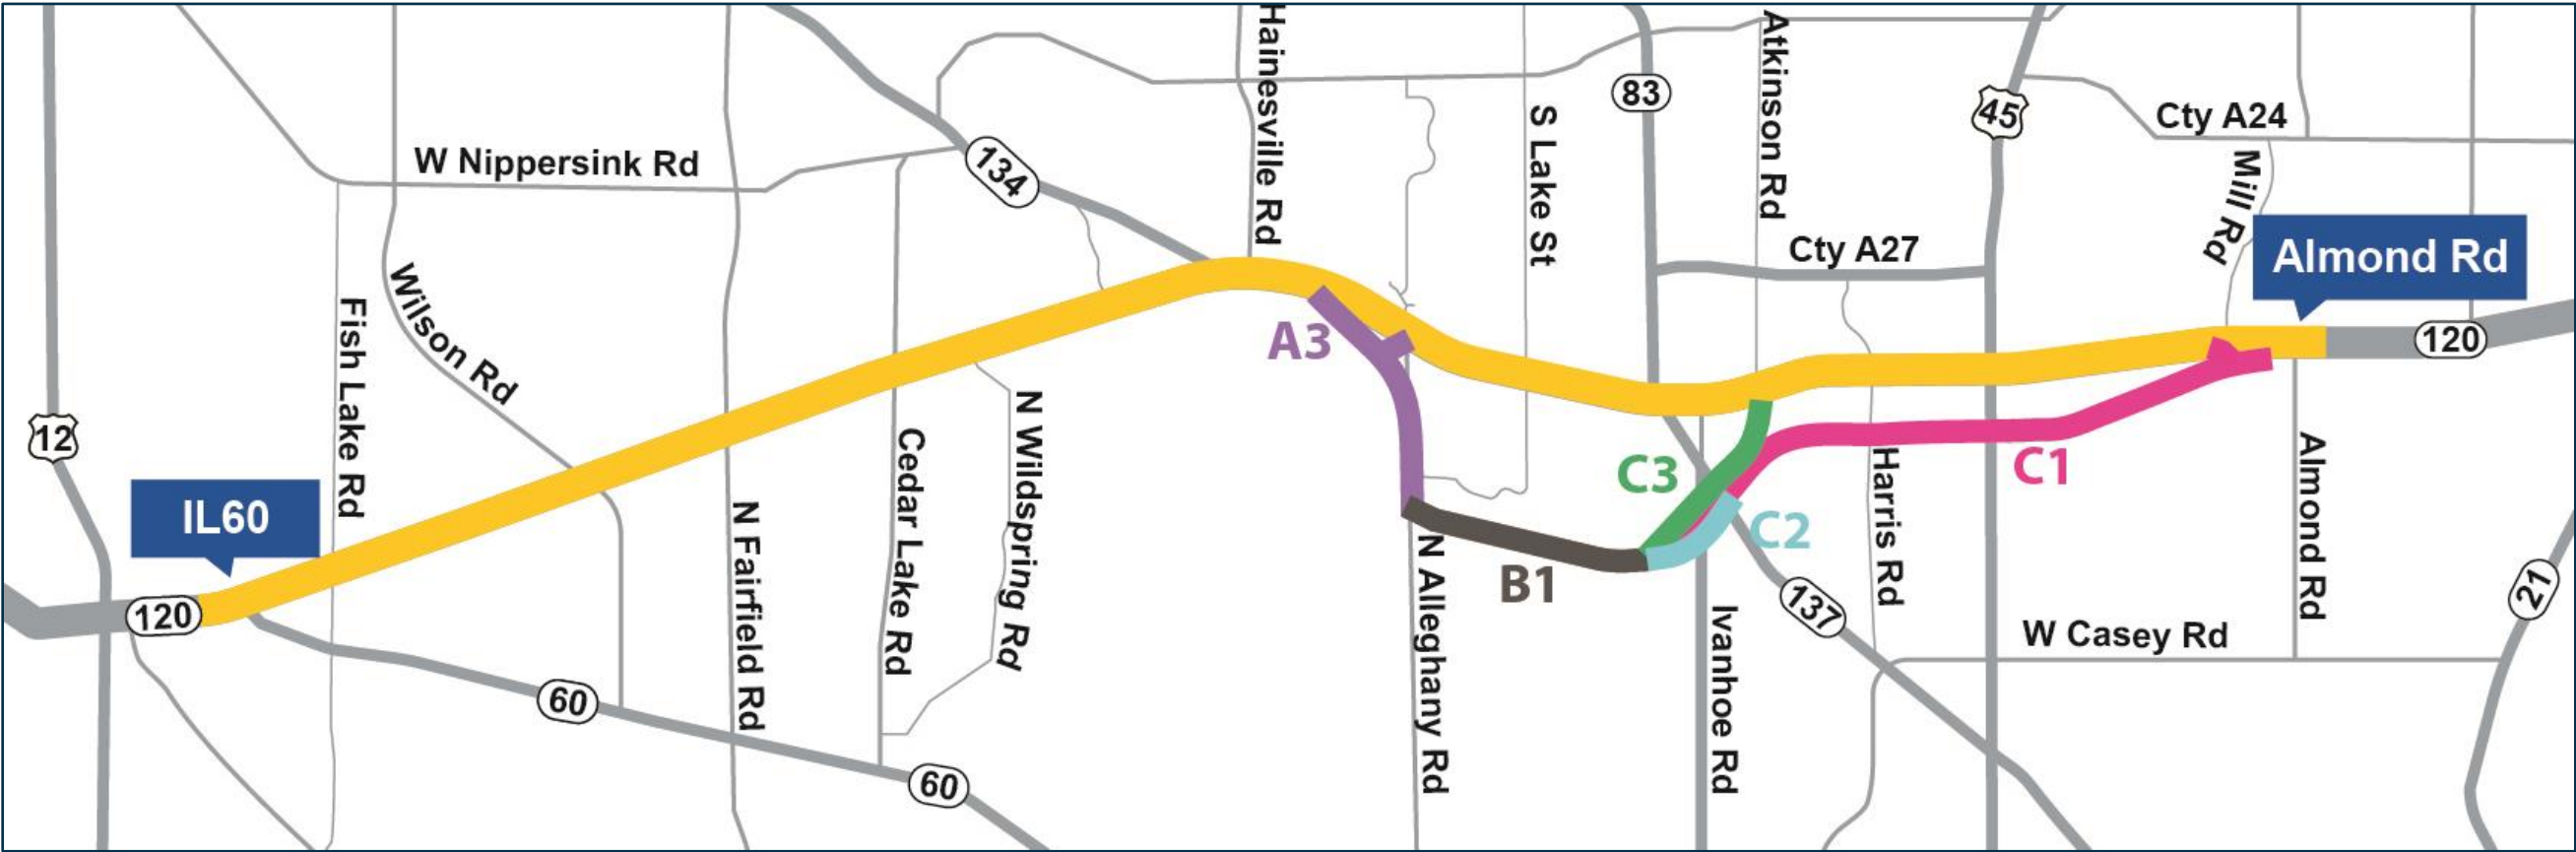 Hainesville Rd
Atkinson Rd
83
45
Cty A24
S Lake St
W Nippersink Rd
134
Mill Rd
Cty A27
Almond Rd
Wilson Rd
Fish Lake Rd
A3
120
12
N Wildspring Rd
Cedar Lake Rd
C3
C1
Harris Rd
Almond Rd
IL60
N Fairfield Rd
C2
B1
N Alleghany Rd
137
21
120
Ivanhoe Rd
W Casey Rd
60
60